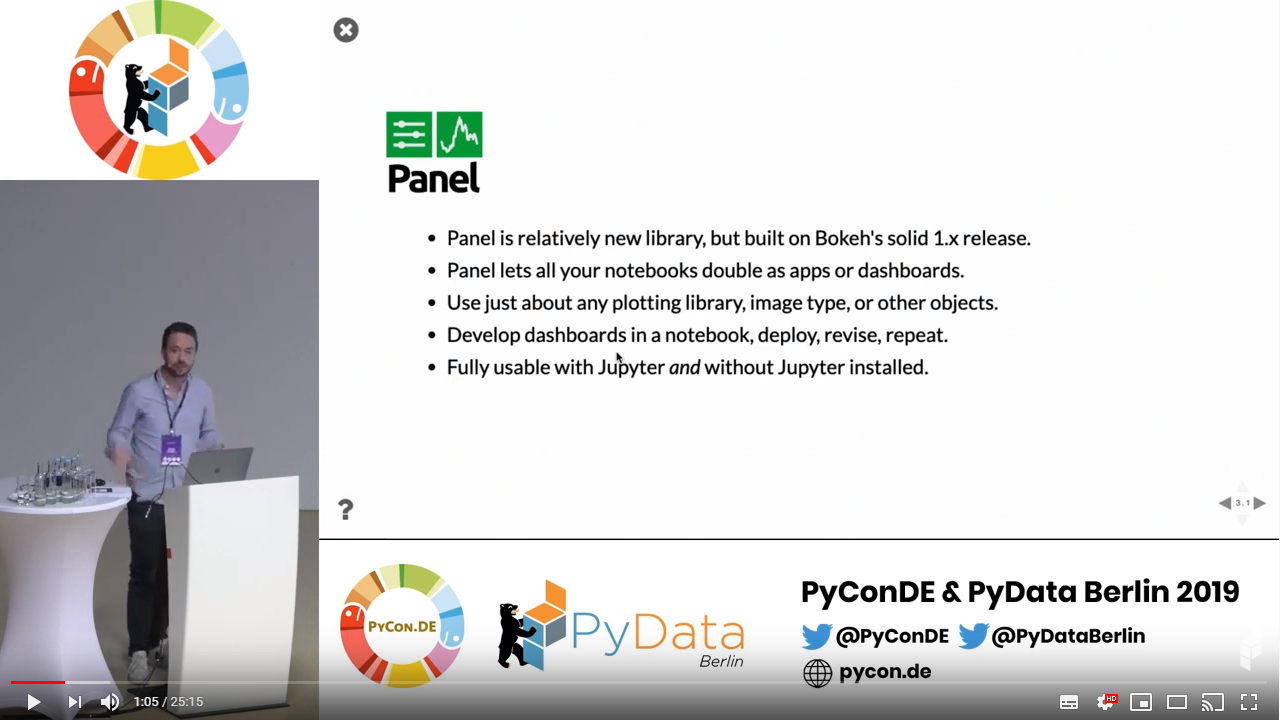 Panel
Panel is relatively new library, but built on Bokeh's solid 1.x release.
Panel lets all your notebooks double as apps or dashboards.
Use just about any plotting library, image type, or other objects.
Develop dashboards in a notebook, deploy, revise, repeat.
Fully usable with Jupyter and without Jupyter installed.
?
3.1
PYCON.DE
PyData
Berlin
PyConDE & PyData Berlin 2019
@PyConDE @PyDataBerlin
pycon.de
1:05 / 25:15
HD